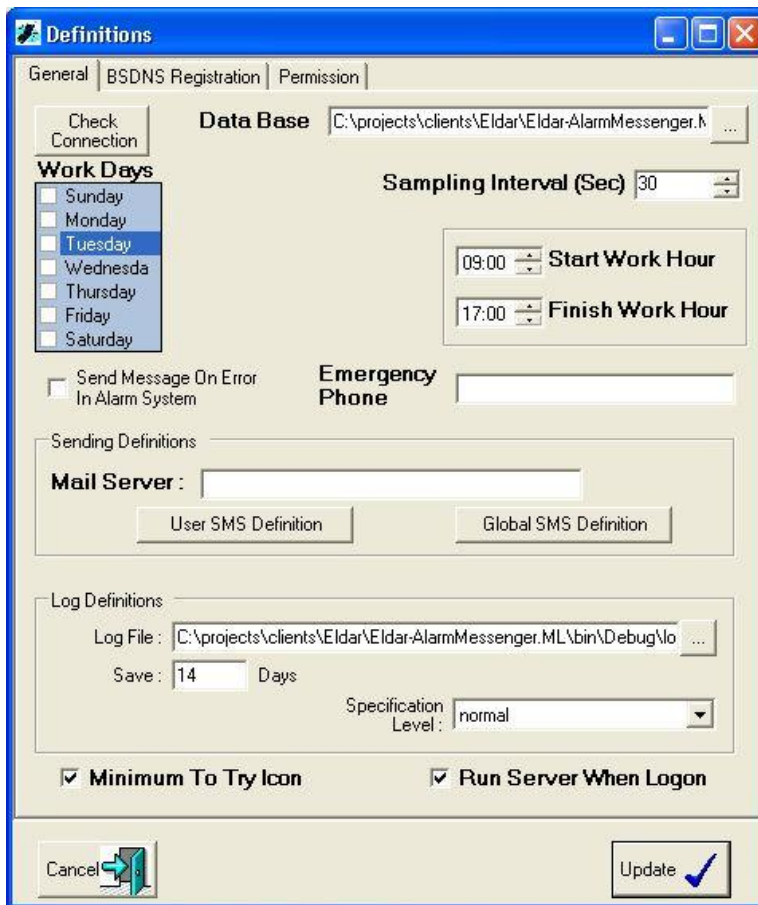 Definitions
General
BSDNS Registration
Permission
Check
Connection
Data Base
C:\projects\clients\Eldar\Eldar-AlarmMessenger.M
...
Work Days
Sunday
Monday
Tuesday
Wednesda
Thursday
Friday
Saturday
Sampling Interval (Sec)
30
09:00
Start Work Hour
17:00
Finish Work Hour
Send Message On Error
In Alarm System
Emergency
Phone
Sending Definitions
Mail Server :
User SMS Definition
Global SMS Definition
Log Definitions
Log File :
C:\projects\clients\Eldar\Eldar-AlarmMessenger.ML\bin\Debug\lo
...
Save :
14
Days
Specification
Level :
normal
Minimum To Try Icon
Run Server When Logon
Cancel
Update